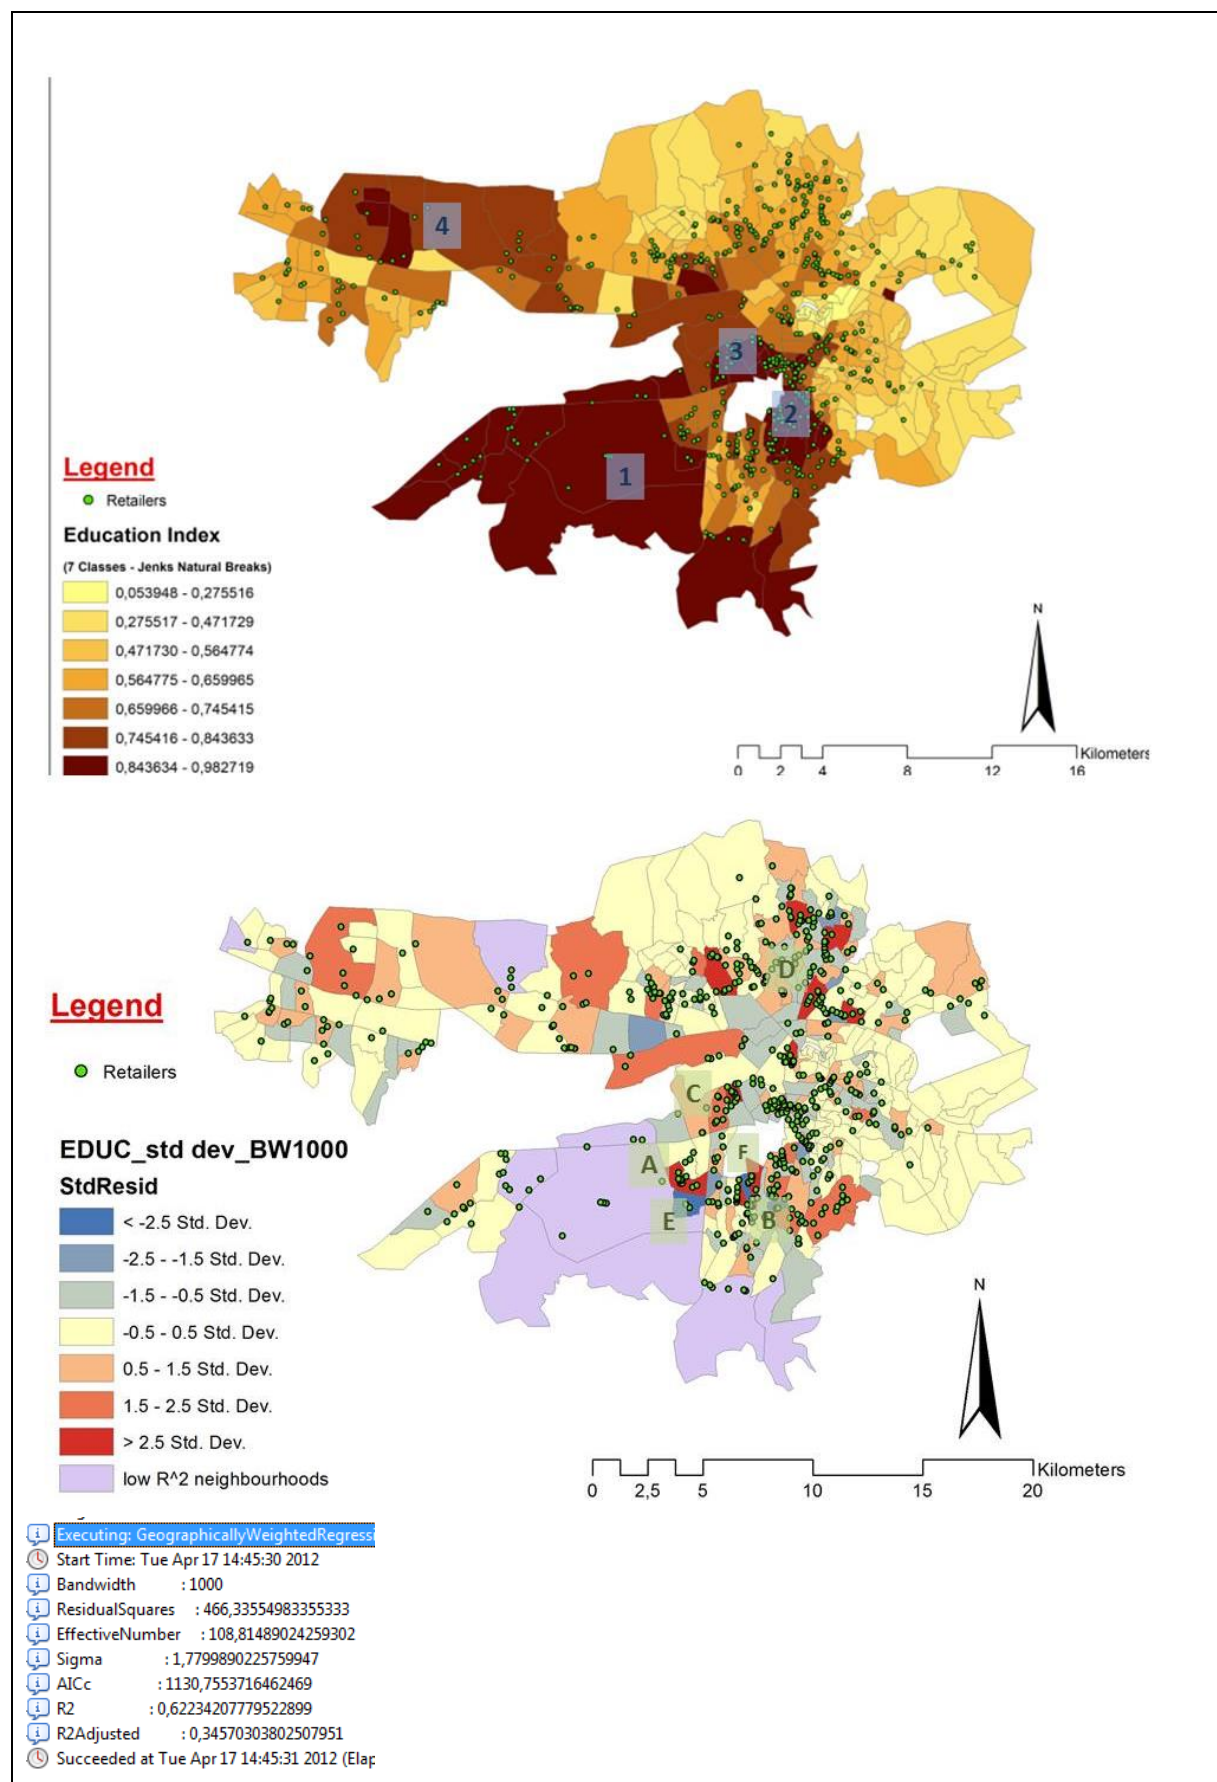 4
3
2
1
Legend
Retailers
Education Index
(7 Classes - Jenks Natural Breaks)
0,053948 - 0,275516
0,275517 - 0,471729
0,471730 - 0,564774
0,564775 - 0,659965
0,659966 - 0,745415
0,745416 - 0,843633
0,843634 - 0,982719
N
Kilometers
0 2 4 8 12 16
D
C
A
F
E
B
Legend
Retailers
EDUC_std dev_BW1000
StdResid
< -2.5 Std. Dev.
-2.5 - -1.5 Std. Dev.
-1.5 - -0.5 Std. Dev.
-0.5 - 0.5 Std. Dev.
0.5 - 1.5 Std. Dev.
1.5 - 2.5 Std. Dev.
> 2.5 Std. Dev.
low R^2 neighbourhoods
N
Kilometers
0 2,5 5 10 15 20
Executing: GeographicallyWeightedRegressi
Start Time: Tue Apr 17 14:45:30 2012
Bandwidth : 1000
ResidualSquares : 466,33554983355333
EffectiveNumber : 108,81489024259302
Sigma : 1,7799890225759947
AICc : 1130,7553716462469
R2 : 0,62234207779522899
R2Adjusted : 0,34570303802507951
Succeeded at Tue Apr 17 14:45:31 2012 (Elap